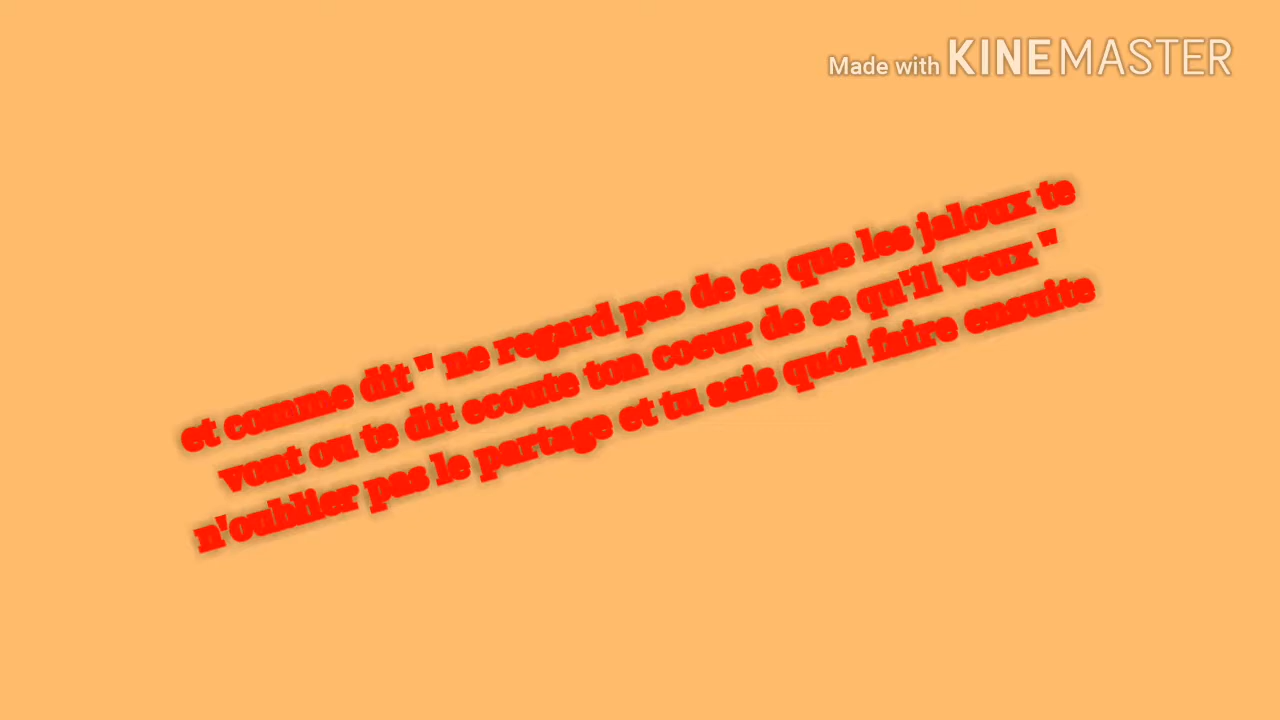 Made with KINEMASTER
et comme dit " ne regard pas de se que les jaloux te
vont ou te dit ecoute ton coeur de se qu'il veux "
n'oublier pas le partage et tu sais quoi faire ensuite